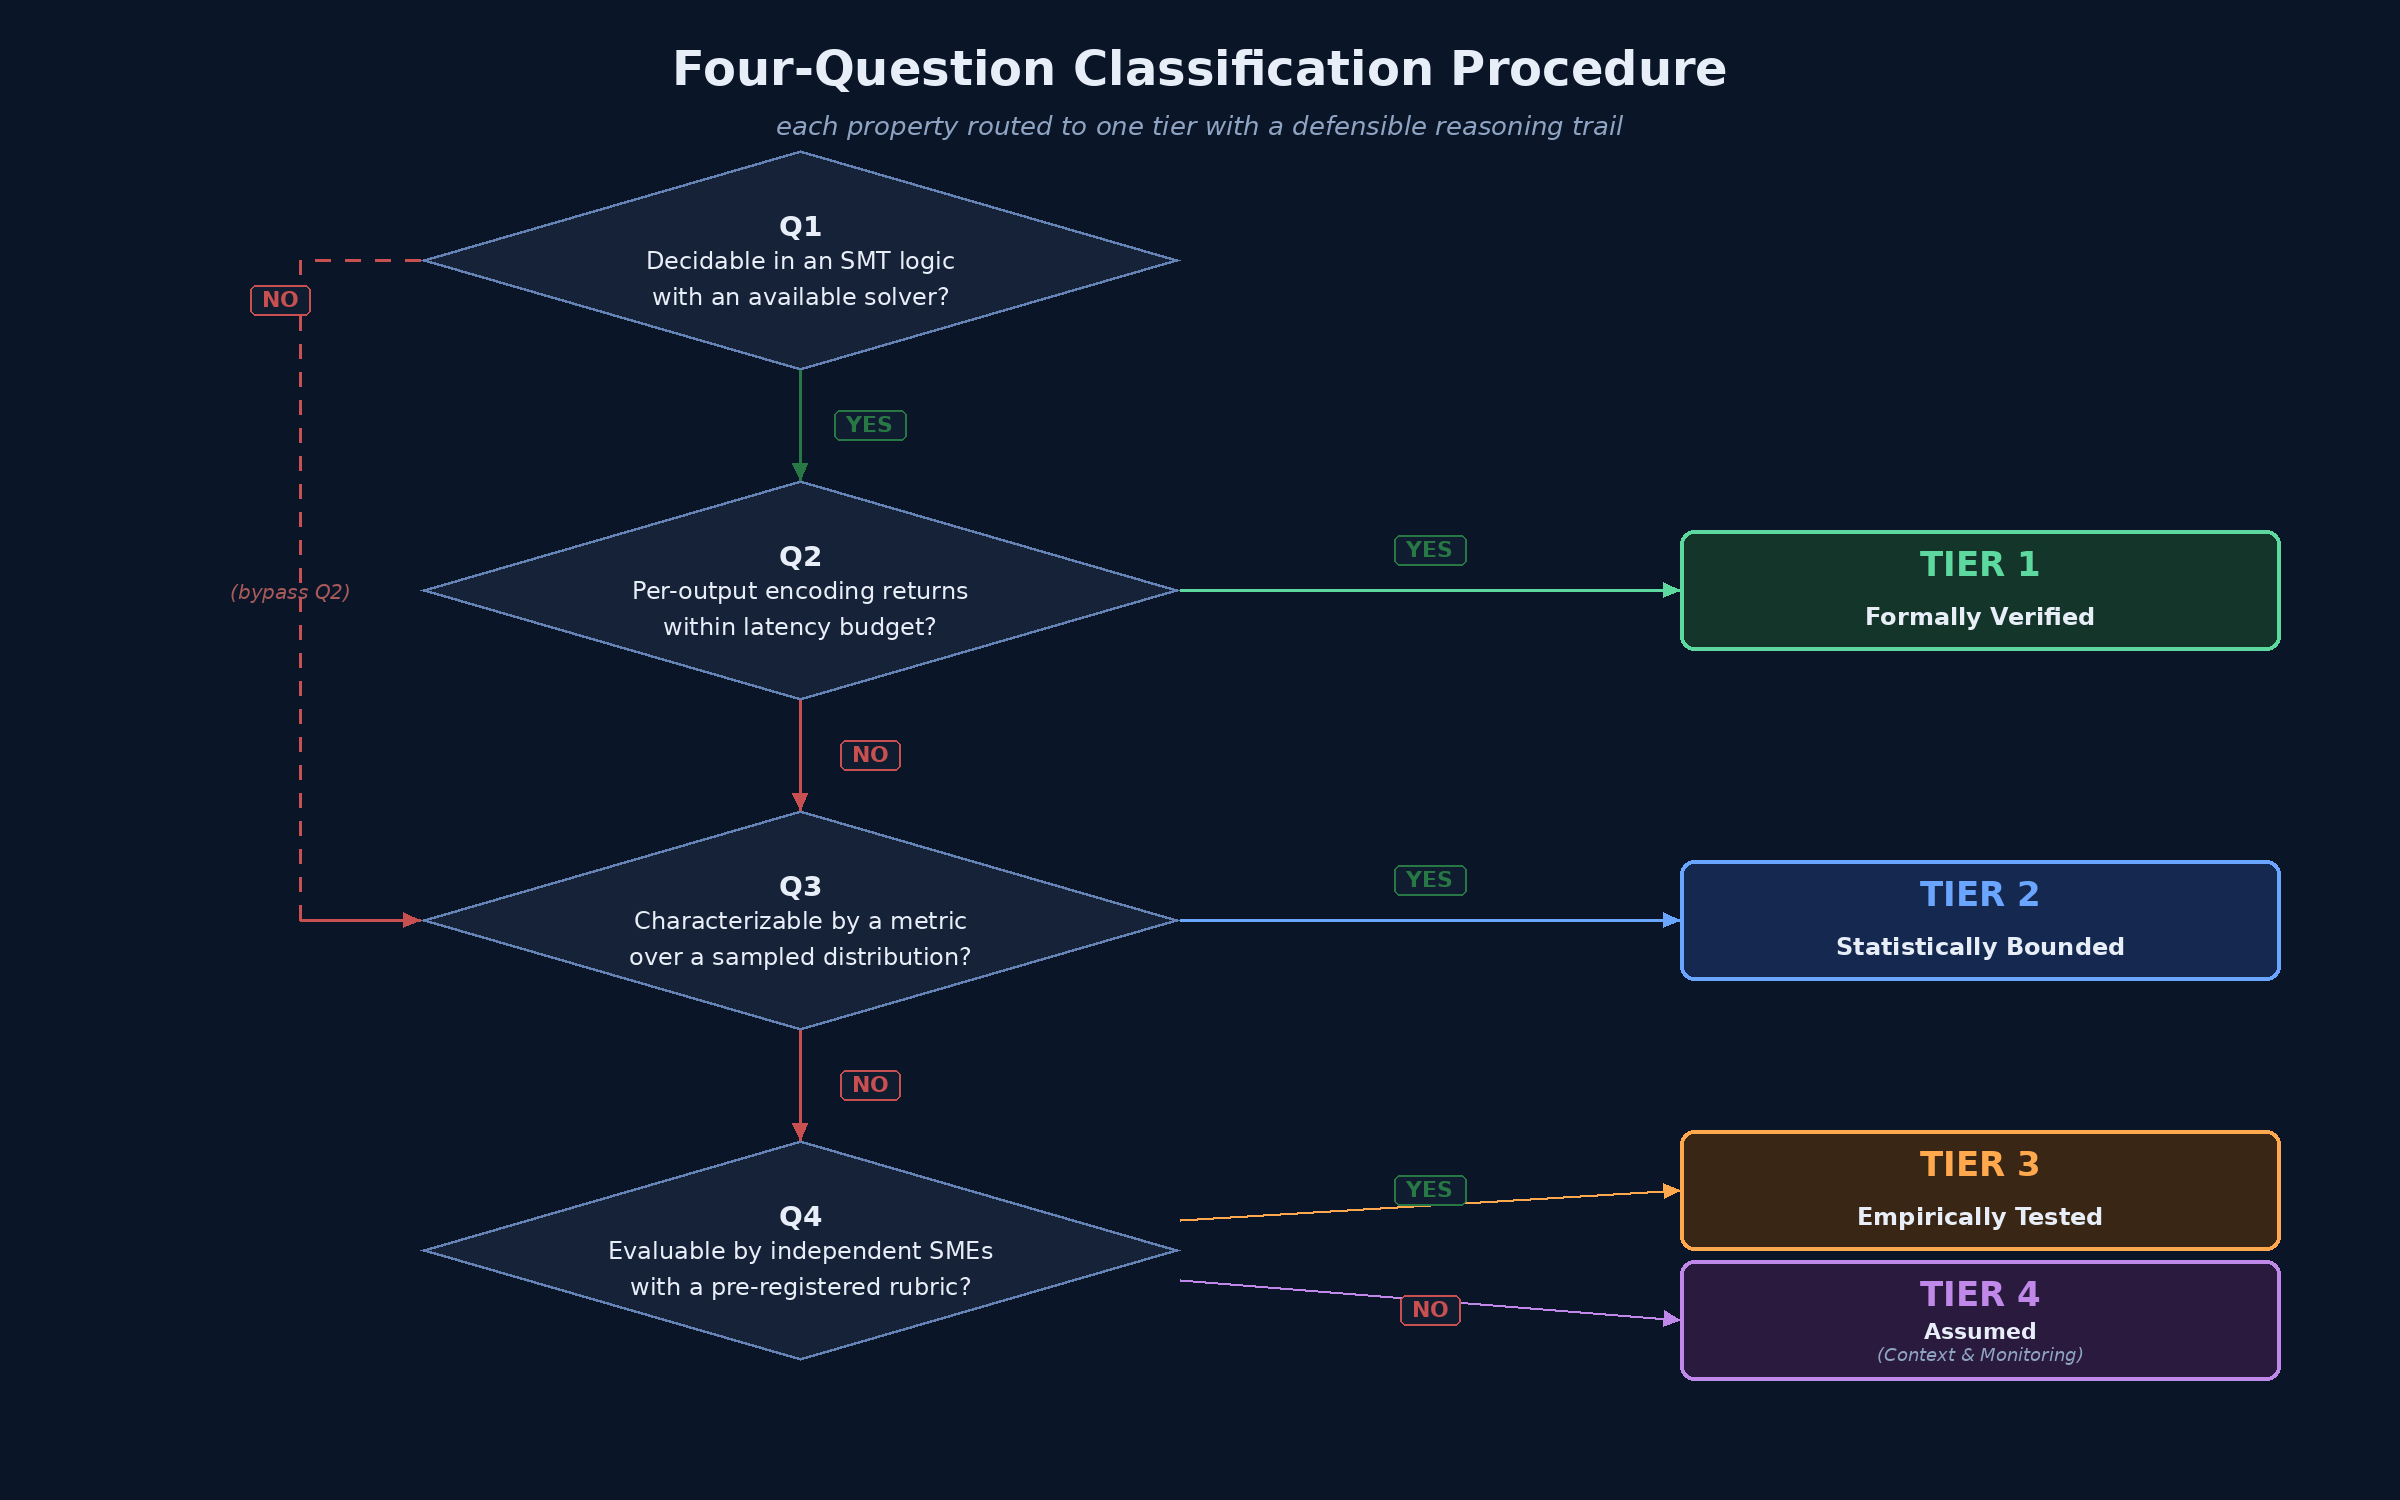 Four-Question Classification Procedure
each property routed to one tier with a defensible reasoning trail
Q1
Decidable in an SMT logic
with an available solver?
NO
YES
Q2
Per-output encoding returns
within latency budget?
(bypass Q2)
YES
TIER 1
Formally Verified
NO
Q3
Characterizable by a metric
over a sampled distribution?
YES
TIER 2
Statistically Bounded
NO
Q4
Evaluable by independent SMEs
with a pre-registered rubric?
YES
TIER 3
Empirically Tested
NO
TIER 4
Assumed
(Context & Monitoring)